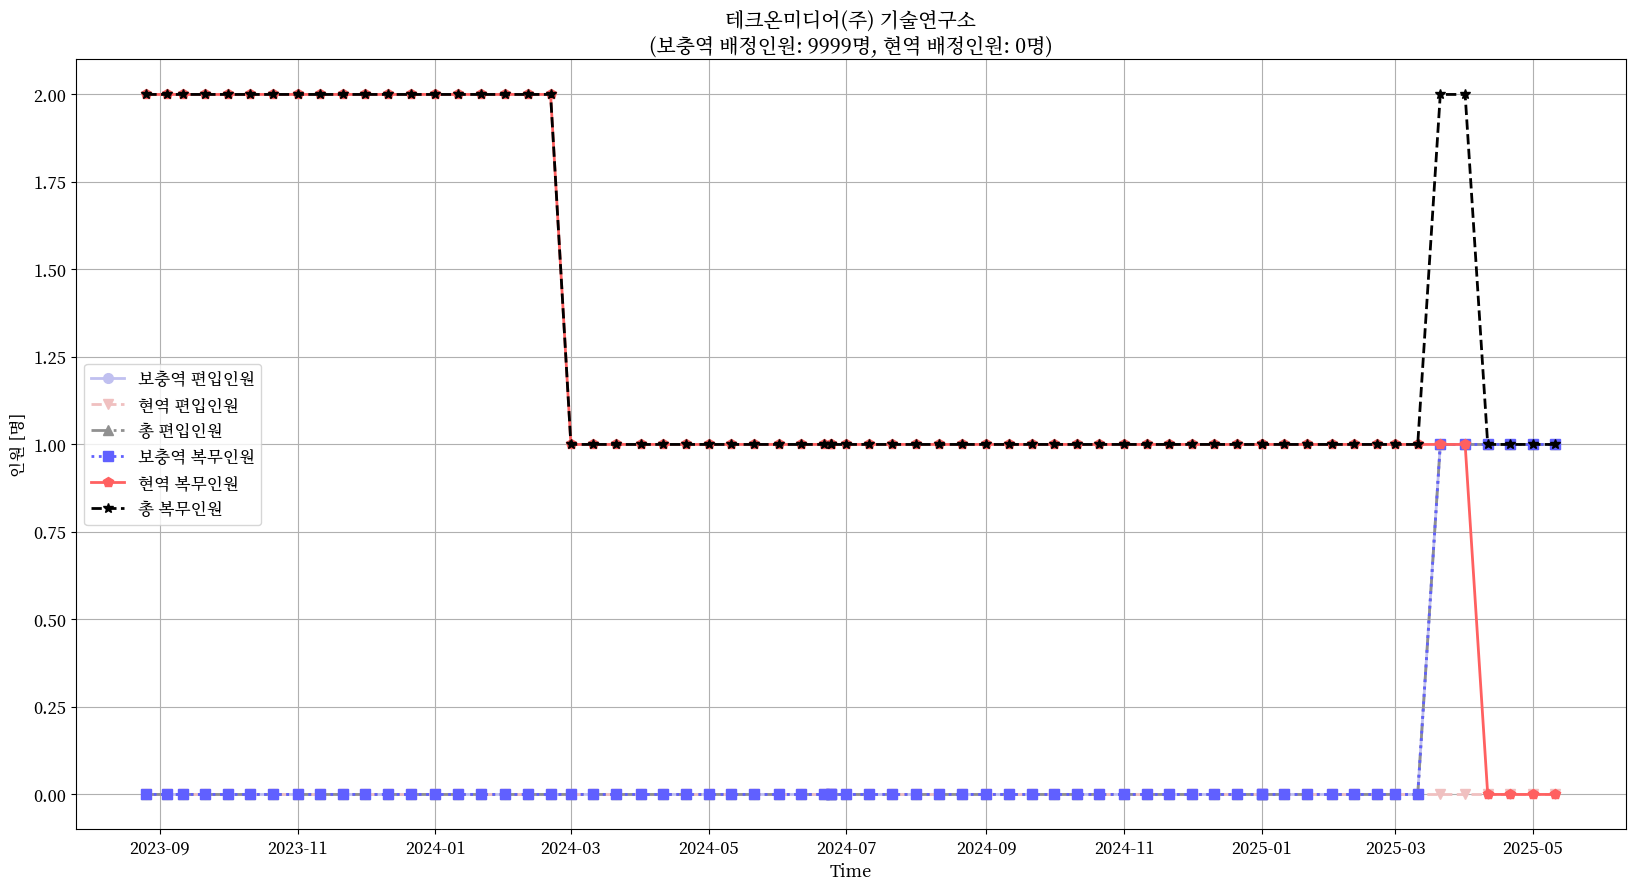 테크온미디어(주) 기술연구소
(보충역 배정인원: 9999명, 현역 배정인원: 0명)
2.00
1.75
1.50
1.25
1.00
0.75
0.50
0.25
0.00
인원 [명]
보충역 편입인원
현역 편입인원
총 편입인원
보충역 복무인원
현역 복무인원
총 복무인원
2023-09
2023-11
2024-01
2024-03
2024-05
2024-07
2024-09
2024-11
2025-01
2025-03
2025-05
Time